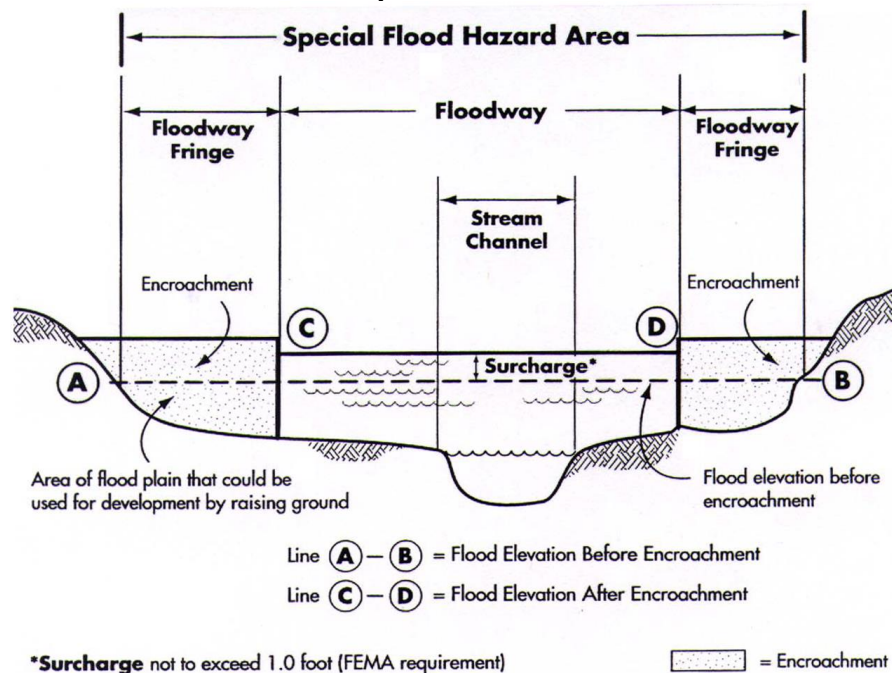 Special Flood Hazard Area
Floodway
Fringe
Floodway
Floodway
Fringe
Stream
Channel
Encroachment
Encroachment
C
D
Surcharge*
A
B
Area of flood plain that could be
used for development by raising ground
Flood elevation before
encroachment
Line A – B = Flood Elevation Before Encroachment
Line C – D = Flood Elevation After Encroachment
*Surcharge not to exceed 1.0 foot (FEMA requirement)
= Encroachment